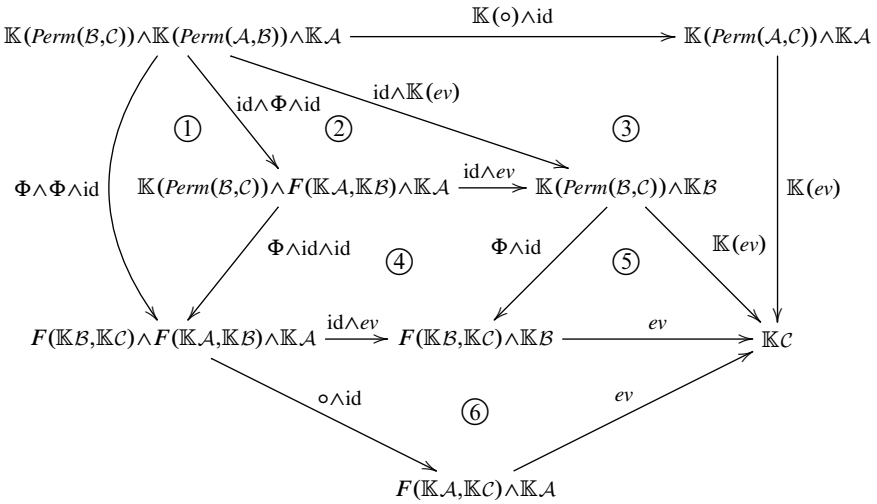 𝕂(∘)∧id
𝕂(Perm(ℬ,𝒞))∧𝕂(Perm(𝒜,ℬ))∧𝕂𝒜 𝕂(Perm(𝒜,𝒞))∧𝕂𝒜
id∧𝕂(ev)
id∧Φ∧id
① ② ③
Φ∧Φ∧id 𝕂(Perm(ℬ,𝒞))∧F(𝕂𝒜,𝕂ℬ)∧𝕂𝒜 id∧ev 𝕂(Perm(ℬ,𝒞))∧𝕂ℬ 𝕂(ev)
Φ∧id∧id ④ Φ∧id ⑤ 𝕂(ev)
F(𝕂ℬ,𝕂𝒞)∧F(𝕂𝒜,𝕂ℬ)∧𝕂𝒜 id∧ev F(𝕂ℬ,𝕂𝒞)∧𝕂ℬ ev 𝕂𝒞
∘∧id ⑥ ev
F(𝕂𝒜,𝕂𝒞)∧𝕂𝒜